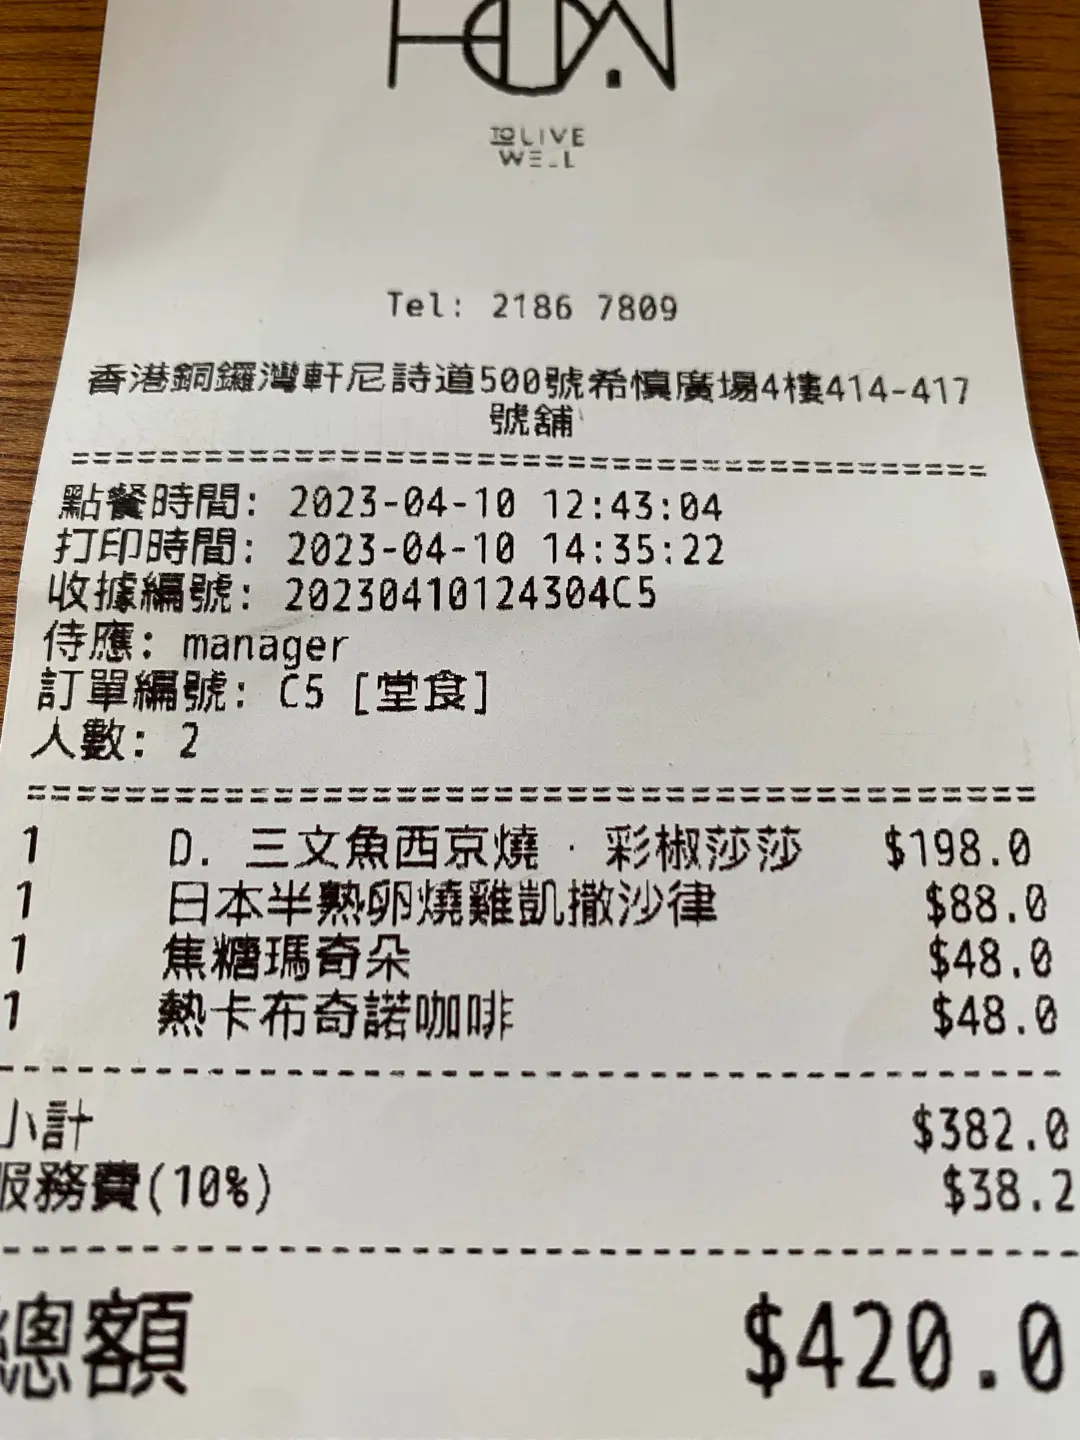 TO LIVE
WELL
Tel: 2186 7809
香港銅鑼灣軒尼詩道500號希慎廣場4樓414-417
號舖
==========================================
點餐時間: 2023-04-10 12:43:04
打印時間: 2023-04-10 14:35:22
收據編號: 20230410124304C5
侍應: manager
訂單編號: C5 [堂食]
人數: 2
==========================================
1 D. 三文魚西京燒 · 彩椒莎莎 $198.0
1 日本半熟卵燒雞凱撒沙律 $88.0
1 焦糖瑪奇朵 $48.0
1 熱卡布奇諾咖啡 $48.0
------------------------------------------
小計 $382.0
服務費(10%) $38.2
------------------------------------------
總額 $420.0